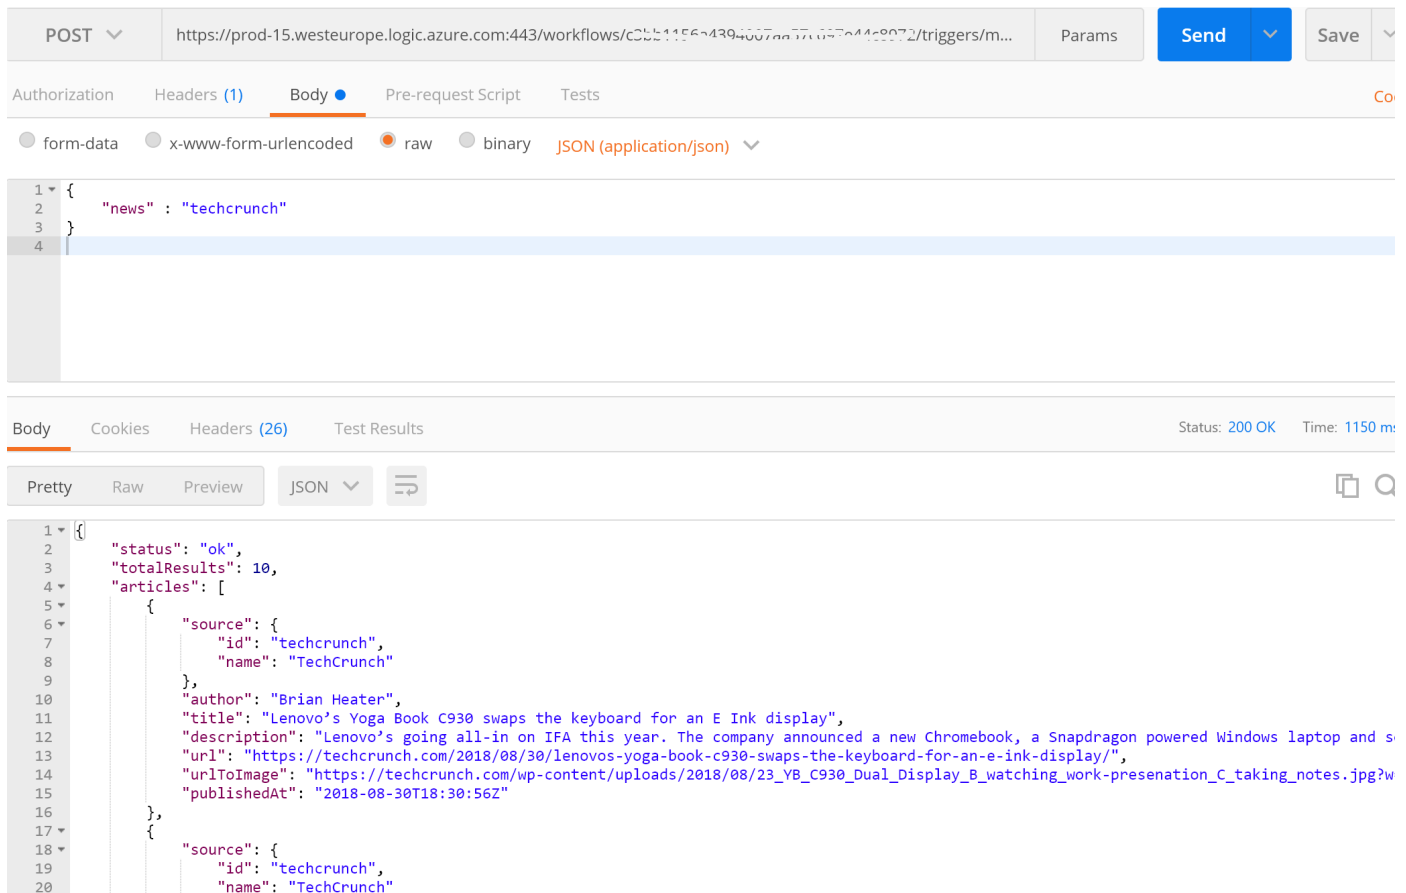 POST https://prod-15.westeurope.logic.azure.com:443/workflows/ /triggers/m... Params Send Save
Authorization Headers (1) Body Pre-request Script Tests
form-data x-www-form-urlencoded raw binary JSON (application/json)
1 {
2 "news" : "techcrunch"
3 }
4
Body Cookies Headers (26) Test Results Status: 200 OK Time: 1150 ms
Pretty Raw Preview JSON
1 {
2 "status": "ok",
3 "totalResults": 10,
4 "articles": [
5 {
6 "source": {
7 "id": "techcrunch",
8 "name": "TechCrunch"
9 },
10 "author": "Brian Heater",
11 "title": "Lenovo’s Yoga Book C930 swaps the keyboard for an E Ink display",
12 "description": "Lenovo’s going all-in on IFA this year. The company announced a new Chromebook, a Snapdragon powered Windows laptop and
13 "url": "https://techcrunch.com/2018/08/30/lenovos-yoga-book-c930-swaps-the-keyboard-for-an-e-ink-display/",
14 "urlToImage": "https://techcrunch.com/wp-content/uploads/2018/08/23_YB_C930_Dual_Display_B_watching_work-presenation_C_taking_notes.jpg?w
15 "publishedAt": "2018-08-30T18:30:56Z"
16 },
17 {
18 "source": {
19 "id": "techcrunch",
20 "name": "TechCrunch"